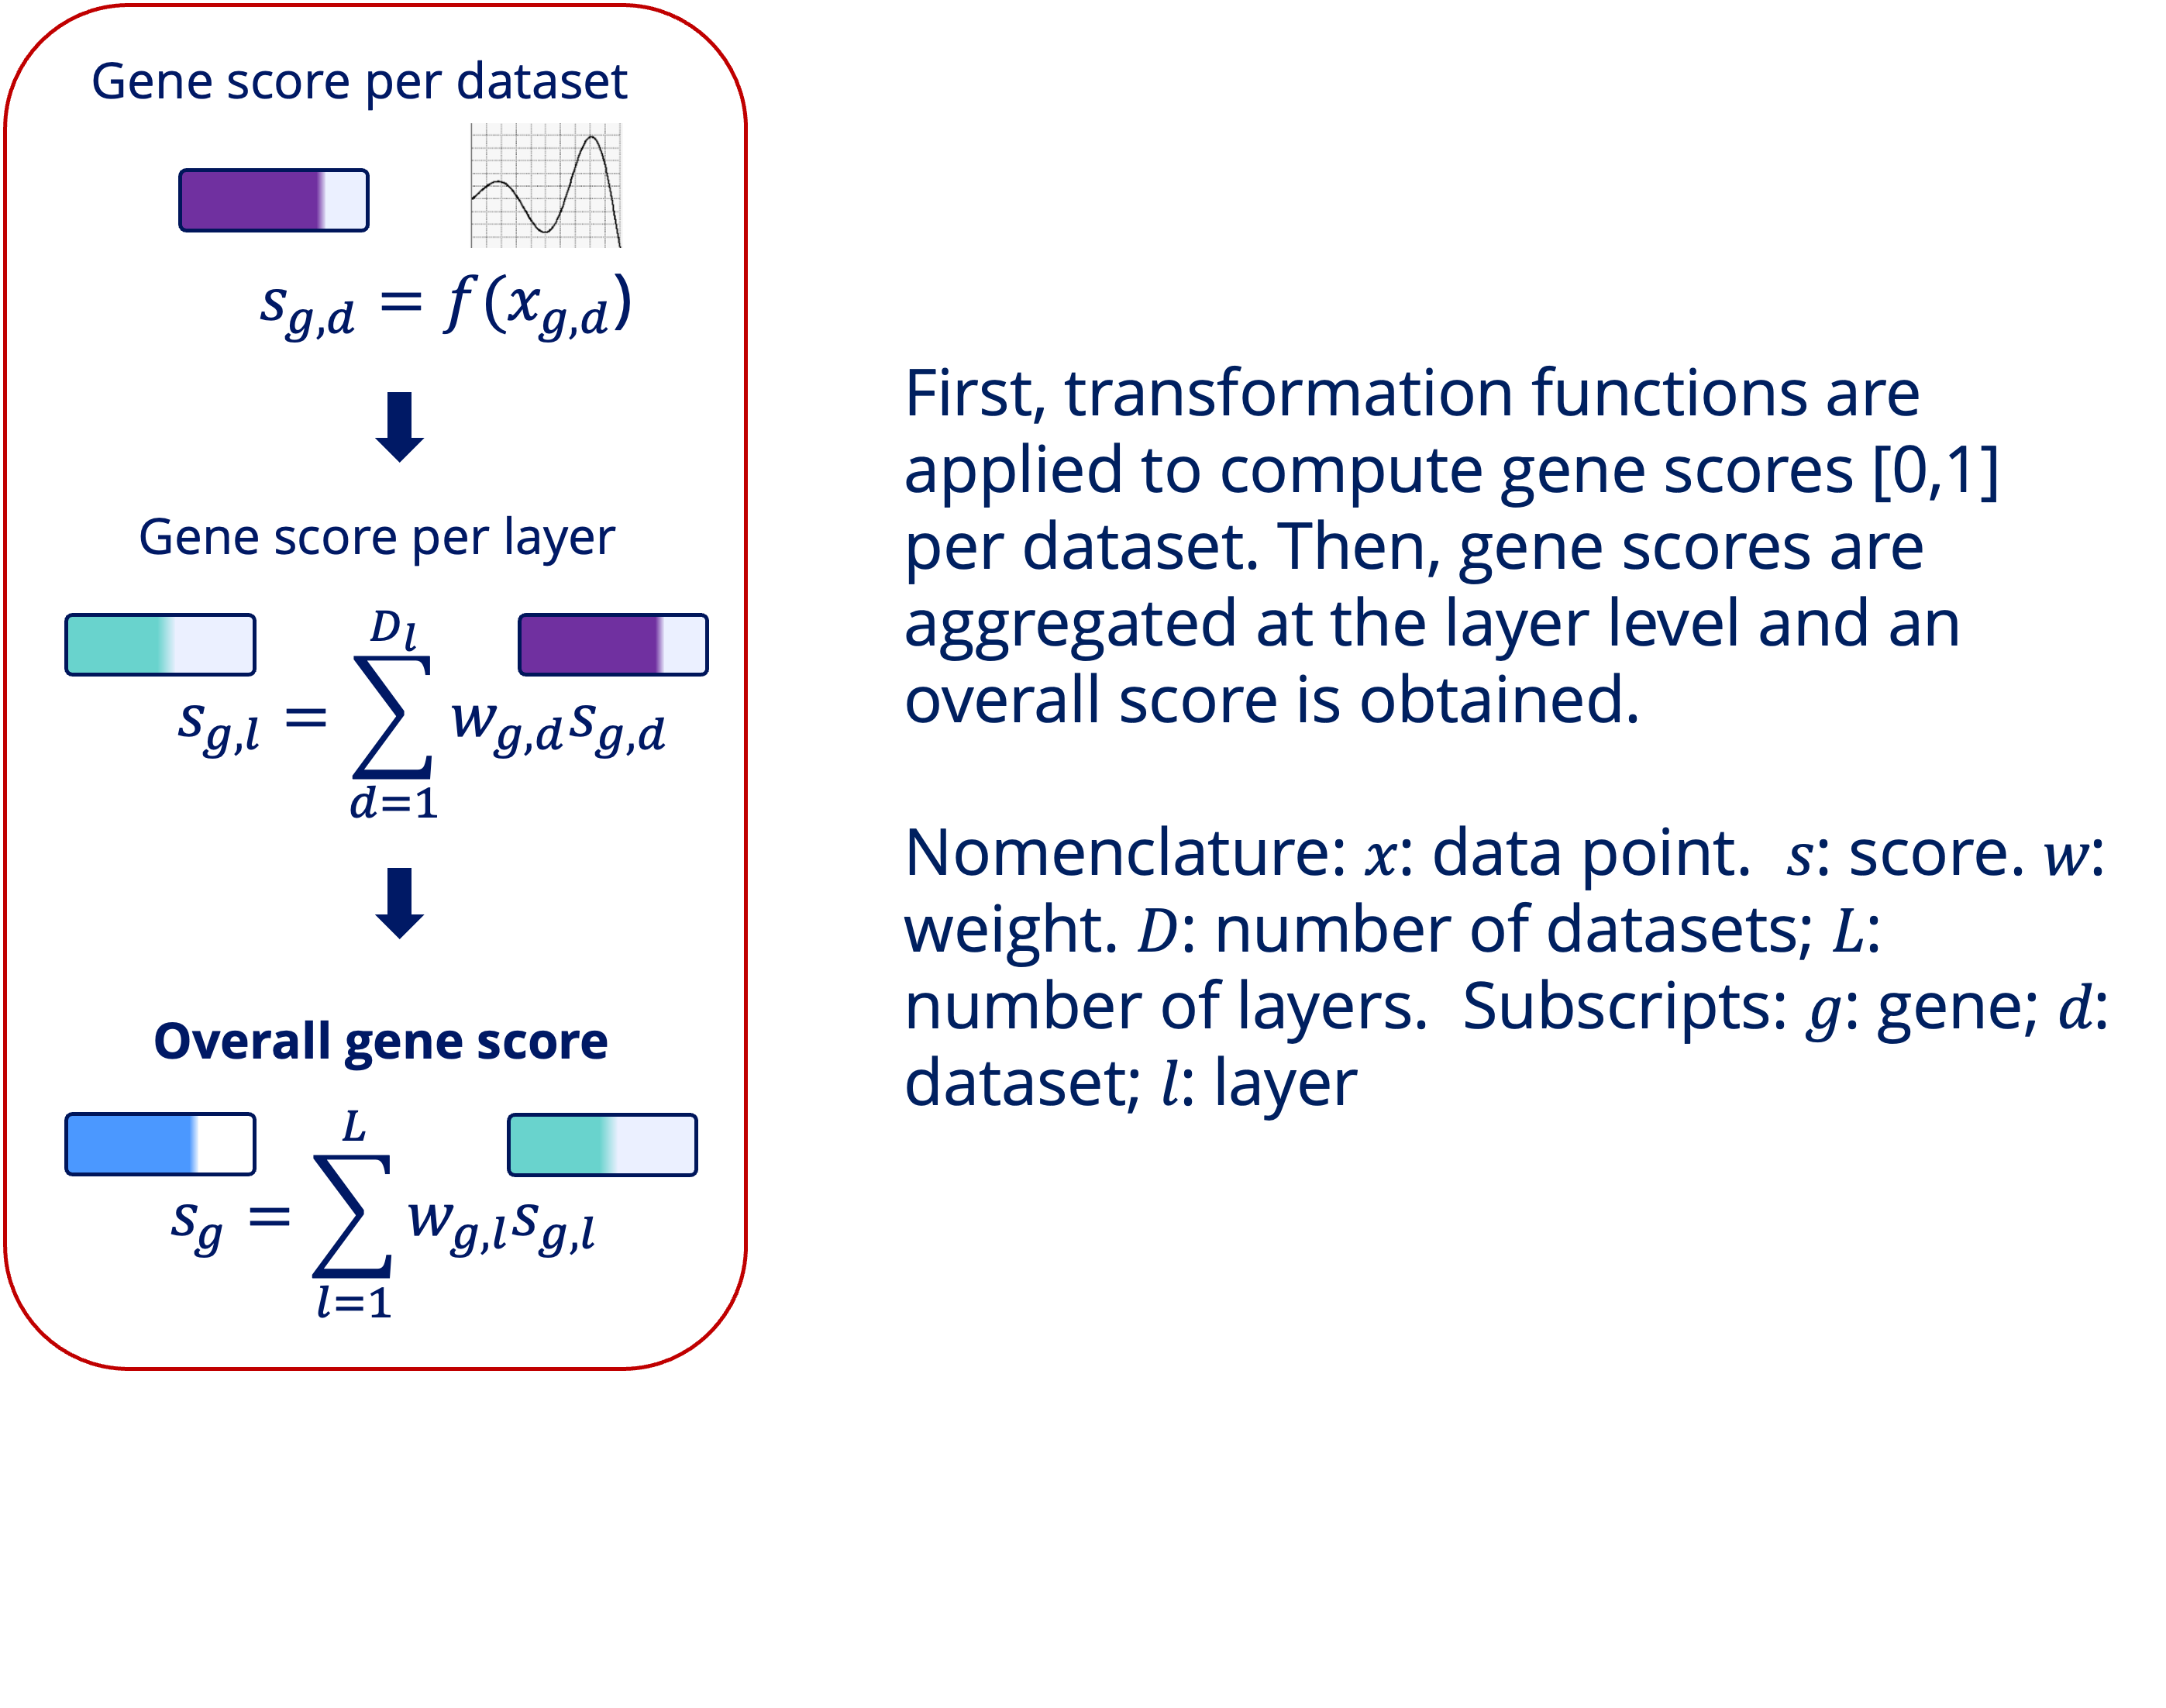 Gene score per dataset
s_{g,d} = f(x_{g,d})
Gene score per layer
s_{g,l} = \sum_{d=1}^{D_l} w_{g,d} s_{g,d}
Overall gene score
s_g = \sum_{l=1}^{L} w_{g,l} s_{g,l}
First, transformation functions are
applied to compute gene scores [0,1]
per dataset. Then, gene scores are
aggregated at the layer level and an
overall score is obtained.
Nomenclature: x: data point.  s: score. w:
weight. D: number of datasets; L:
number of layers.  Subscripts: g: gene; d:
dataset; l: layer